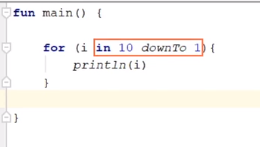 fun main() {
for (i in 10 downTo 1){
println(i)
}
}